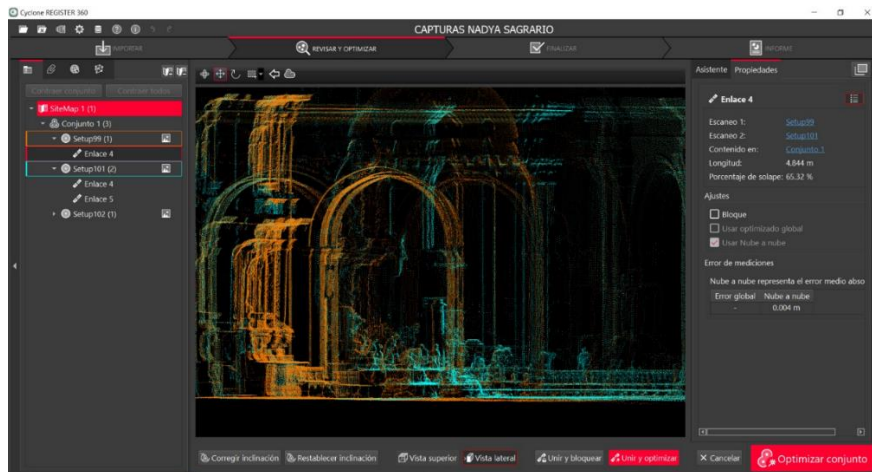 Cyclone REGISTER 360
CAPTURAS NADYA SAGRARIO
IMPORTAR
REVISAR Y OPTIMIZAR
FINALIZAR
INFORME
Contraer conjunto Contraer todos
SiteMap 1 (1)
Conjunto 1 (3)
Setup99 (1)
Enlace 4
Setup101 (2)
Enlace 4
Enlace 5
Setup102 (1)
Asistente Propiedades
Enlace 4
Escaneo 1: Setup99
Escaneo 2: Setup101
Contenido en: Conjunto 1
Longitud: 4.844 m
Porcentaje de solape: 65.32 %
Ajustes
Bloque
Usar optimizado global
Usar Nube a nube
Error de mediciones
Nube a nube representa el error medio abso
Error global Nube a nube
- 0.004 m
Corregir inclinación Restablecer inclinación Vista superior Vista lateral Unir y bloquear Unir y optimizar Cancelar Optimizar conjunto